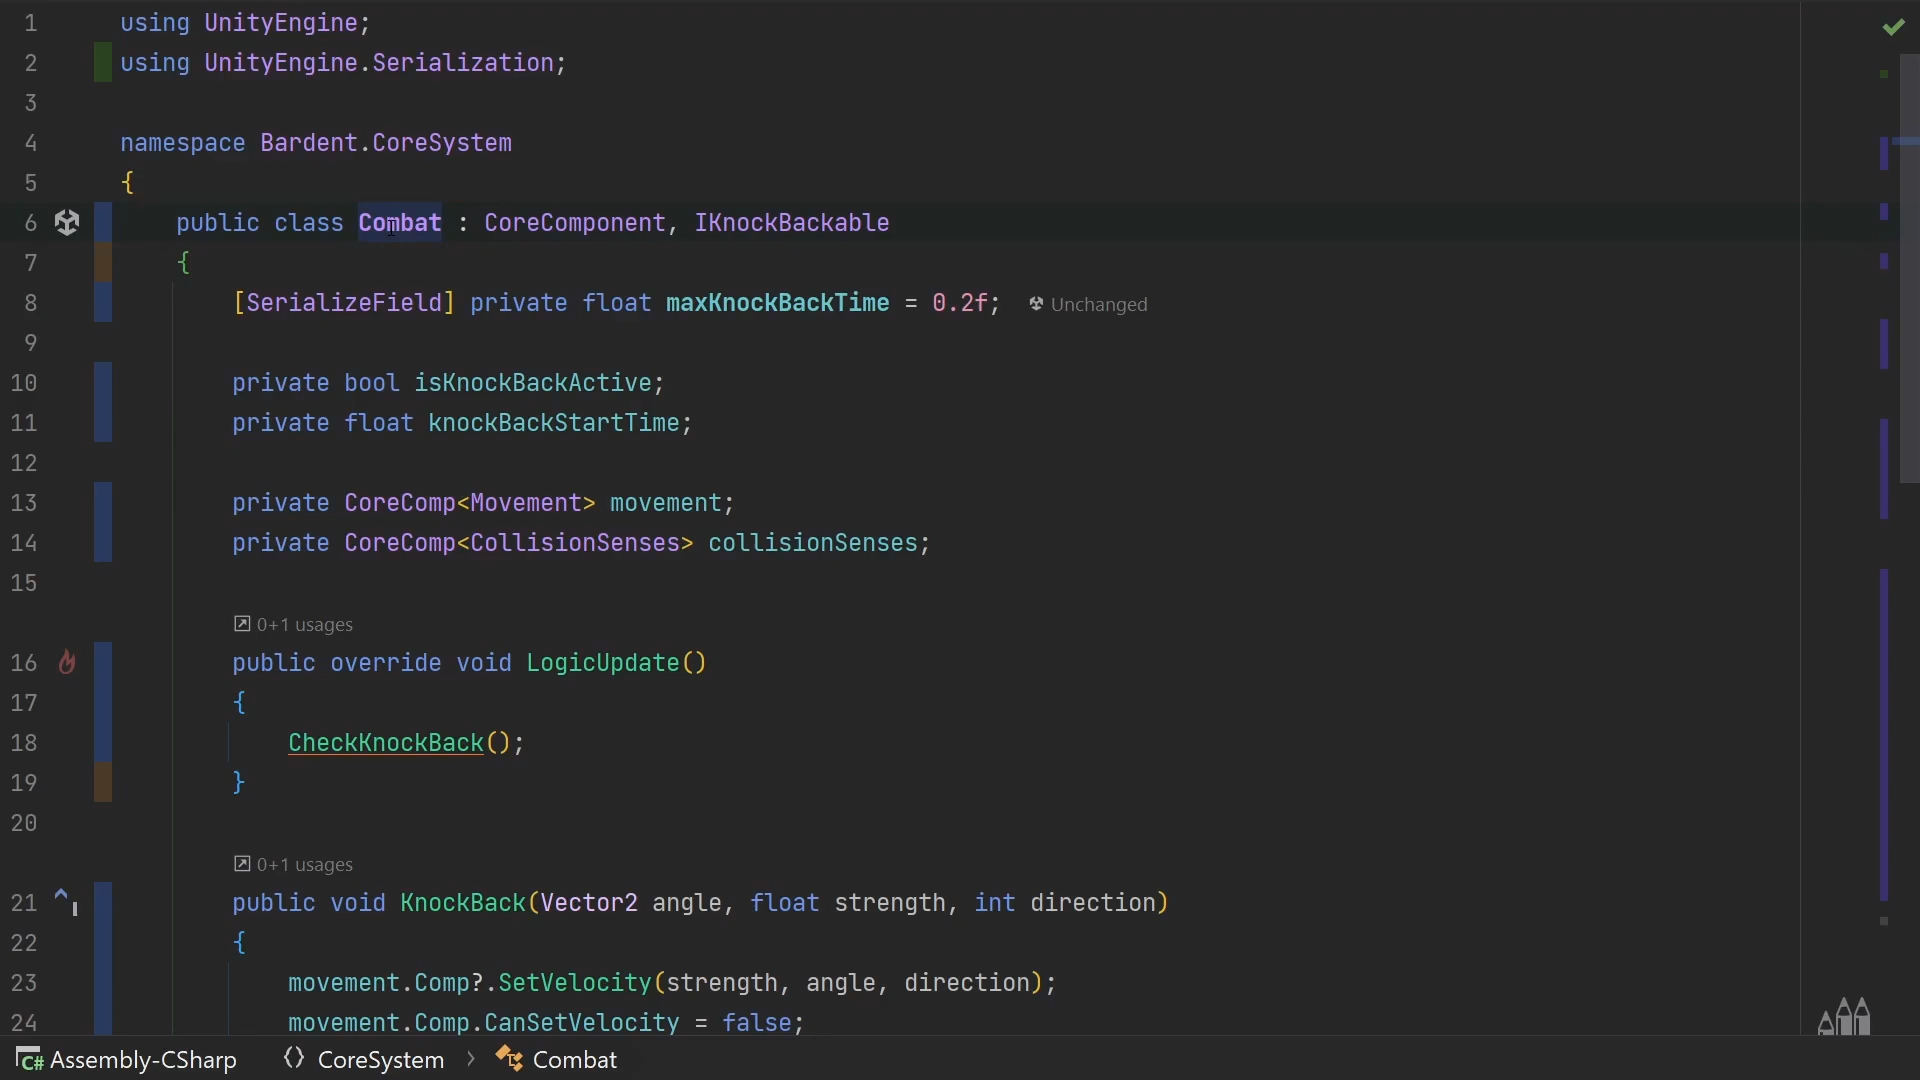 1 using UnityEngine;
2 using UnityEngine.Serialization;
3
4 namespace Bardent.CoreSystem
5 {
6 public class Combat : CoreComponent, IKnockBackable
7 {
8 [SerializeField] private float maxKnockBackTime = 0.2f; Unchanged
9
10 private bool isKnockBackActive;
11 private float knockBackStartTime;
12
13 private CoreComp<Movement> movement;
14 private CoreComp<CollisionSenses> collisionSenses;
15
0+1 usages
16 public override void LogicUpdate()
17 {
18 CheckKnockBack();
19 }
20
0+1 usages
21 public void KnockBack(Vector2 angle, float strength, int direction)
22 {
23 movement.Comp?.SetVelocity(strength, angle, direction);
24 movement.Comp.CanSetVelocity = false;
C# Assembly-CSharp {} CoreSystem > Combat